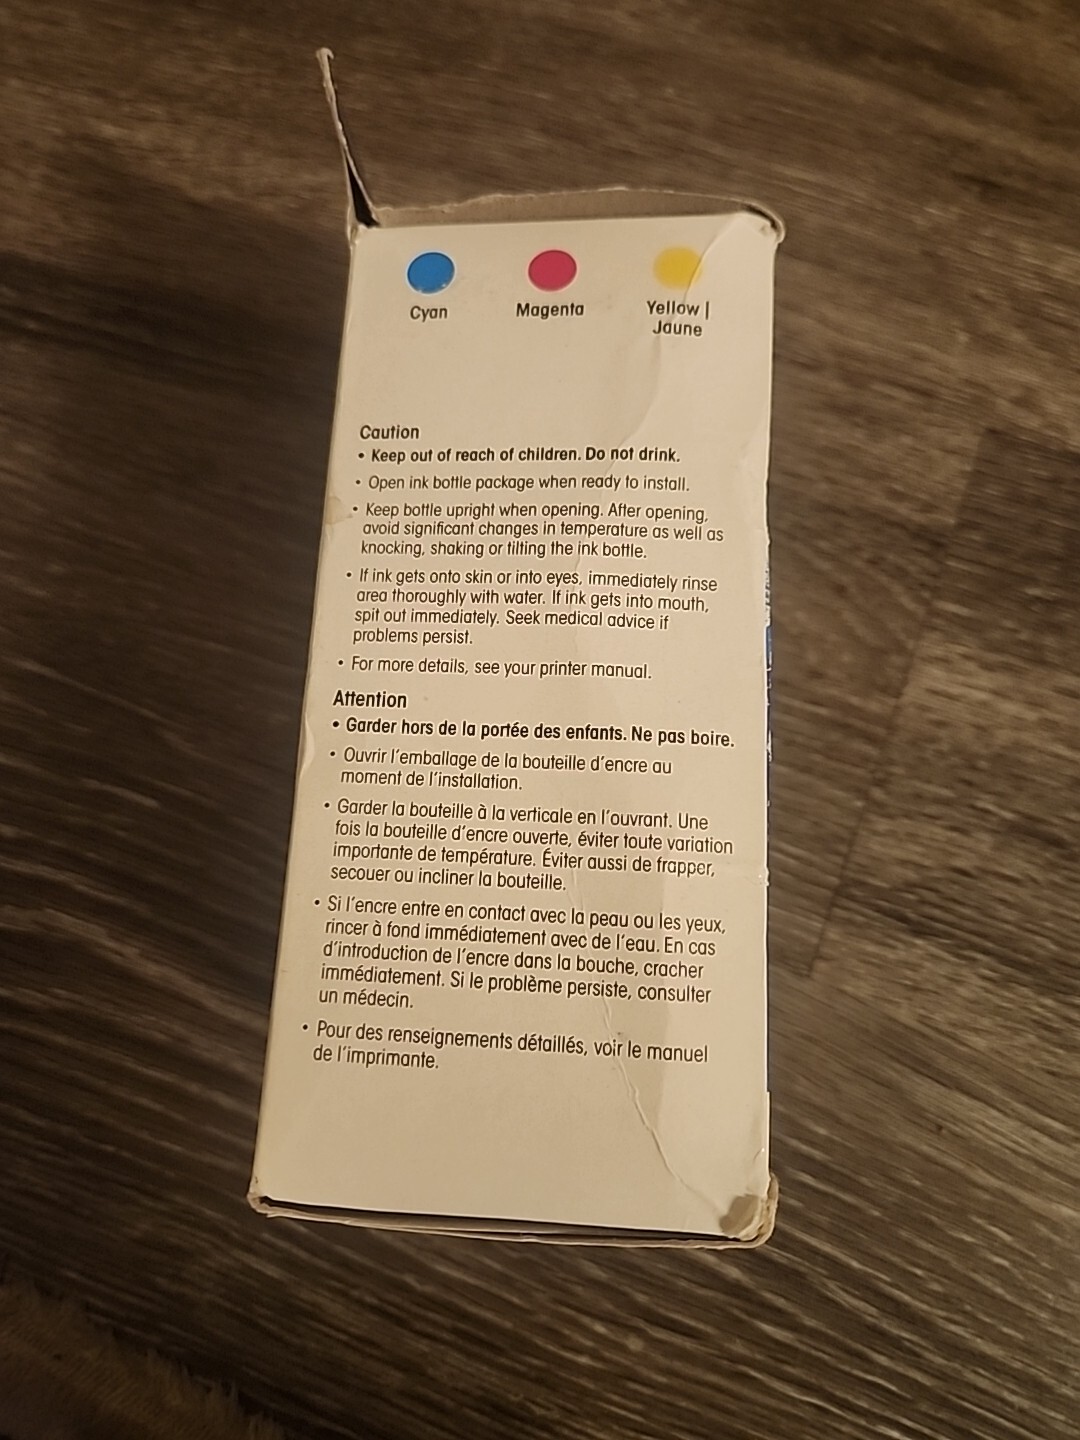 Cyan
Magenta
Yellow |
Jaune
Caution
• Keep out of reach of children. Do not drink.
• Open ink bottle package when ready to install.
• Keep bottle upright when opening. After opening,
avoid significant changes in temperature as well as
knocking, shaking or tilting the ink bottle.
• If ink gets onto skin or into eyes, immediately rinse
area thoroughly with water. If ink gets into mouth,
spit out immediately. Seek medical advice if
problems persist.
• For more details, see your printer manual.
Attention
• Garder hors de la portée des enfants. Ne pas boire.
• Ouvrir l'emballage de la bouteille d'encre au
moment de l'installation.
• Garder la bouteille à la verticale en l'ouvrant. Une
fois la bouteille d'encre ouverte, éviter toute variation
importante de température. Éviter aussi de frapper,
secouer ou incliner la bouteille.
• Si l'encre entre en contact avec la peau ou les yeux,
rincer à fond immédiatement avec de l'eau. En cas
d'introduction de l'encre dans la bouche, cracher
immédiatement. Si le problème persiste, consulter
un médecin.
• Pour des renseignements détaillés, voir le manuel
de l'imprimante.